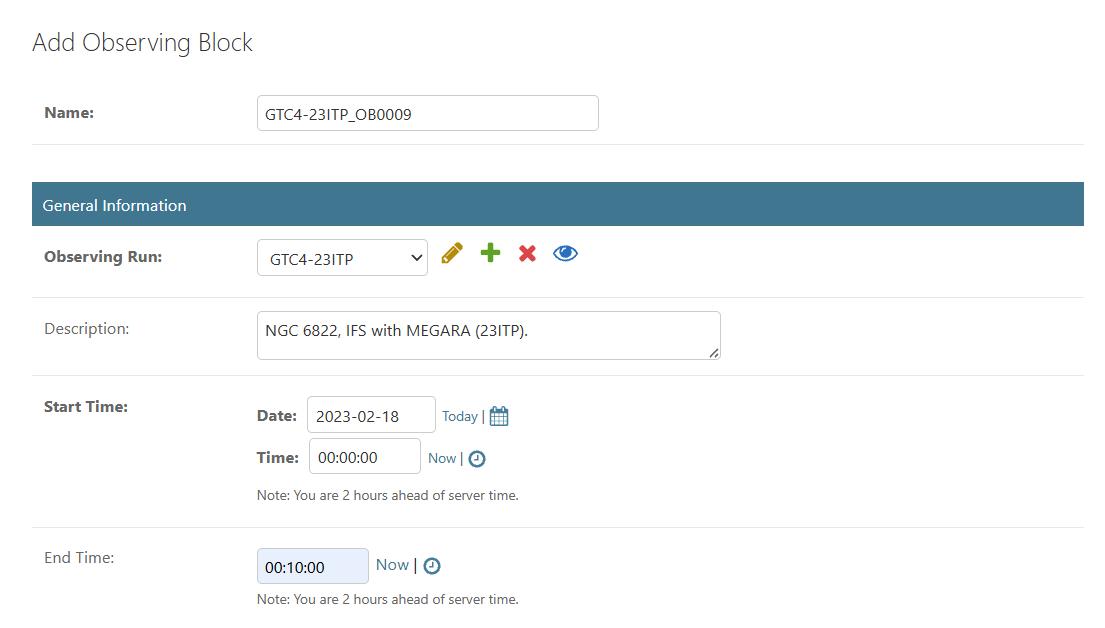 Add Observing Block
Name: GTC4-23ITP_OB0009
General Information
Observing Run: GTC4-23ITP
Description: NGC 6822, IFS with MEGARA (23ITP).
Start Time: Date: 2023-02-18 Today |
Time: 00:00:00 Now |
Note: You are 2 hours ahead of server time.
End Time: 00:10:00 Now |
Note: You are 2 hours ahead of server time.